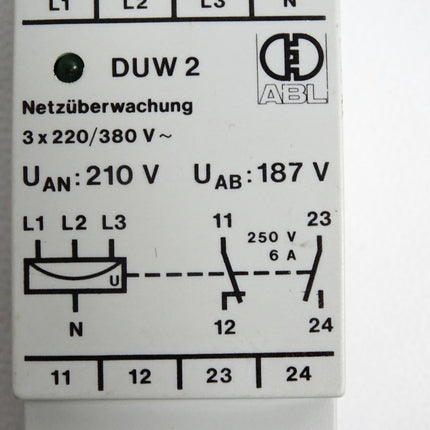 L1 L2 L3 N
DUW 2
ABL
Netzüberwachung
3 x 220/380 V ~
UAN: 210 V UAB: 187 V
L1 L2 L3 11 23
250 V
6 A
U
N 12 24
11 12 23 24